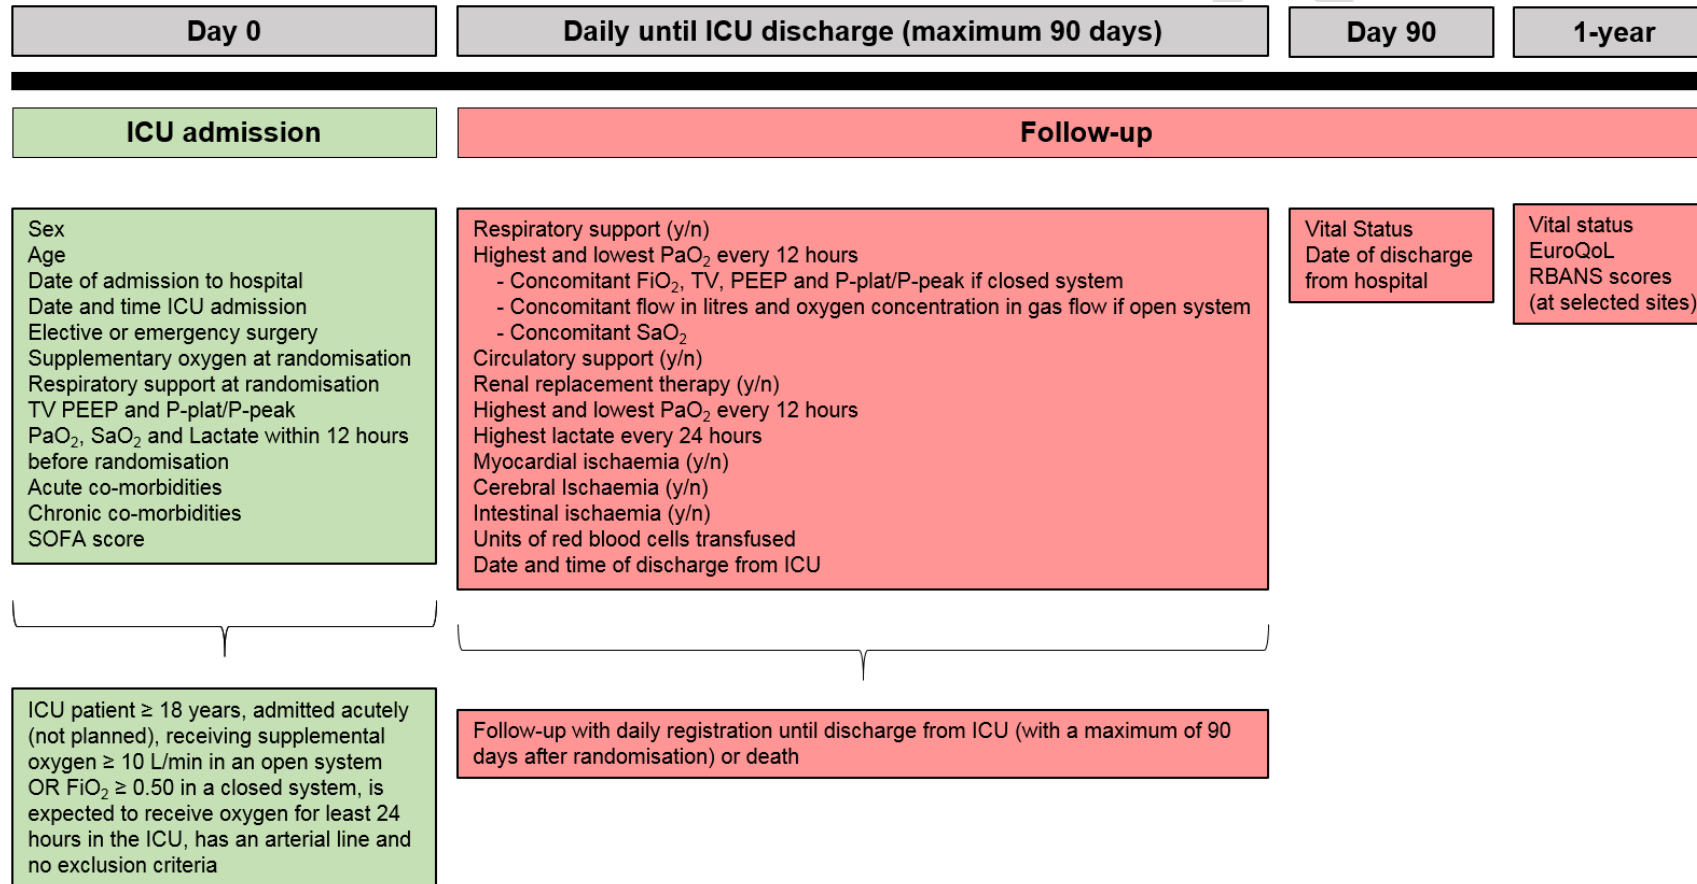 Day 0
Daily until ICU discharge (maximum 90 days)
Day 90
1-year
ICU admission
Follow-up
Sex
Age
Date of admission to hospital
Date and time ICU admission
Elective or emergency surgery
Supplementary oxygen at randomisation
Respiratory support at randomisation
TV PEEP and P-plat/P-peak
PaO₂, SaO₂ and Lactate within 12 hours
before randomisation
Acute co-morbidities
Chronic co-morbidities
SOFA score
Respiratory support (y/n)
Highest and lowest PaO₂ every 12 hours
- Concomitant FiO₂, TV, PEEP and P-plat/P-peak if closed system
- Concomitant flow in litres and oxygen concentration in gas flow if open system
- Concomitant SaO₂
Circulatory support (y/n)
Renal replacement therapy (y/n)
Highest and lowest PaO₂ every 12 hours
Highest lactate every 24 hours
Myocardial ischaemia (y/n)
Cerebral Ischaemia (y/n)
Intestinal ischaemia (y/n)
Units of red blood cells transfused
Date and time of discharge from ICU
Vital Status
Date of discharge
from hospital
Vital status
EuroQoL
RBANS scores
(at selected sites)
ICU patient ≥ 18 years, admitted acutely
(not planned), receiving supplemental
oxygen ≥ 10 L/min in an open system
OR FiO₂ ≥ 0.50 in a closed system, is
expected to receive oxygen for least 24
hours in the ICU, has an arterial line and
no exclusion criteria
Follow-up with daily registration until discharge from ICU (with a maximum of 90
days after randomisation) or death